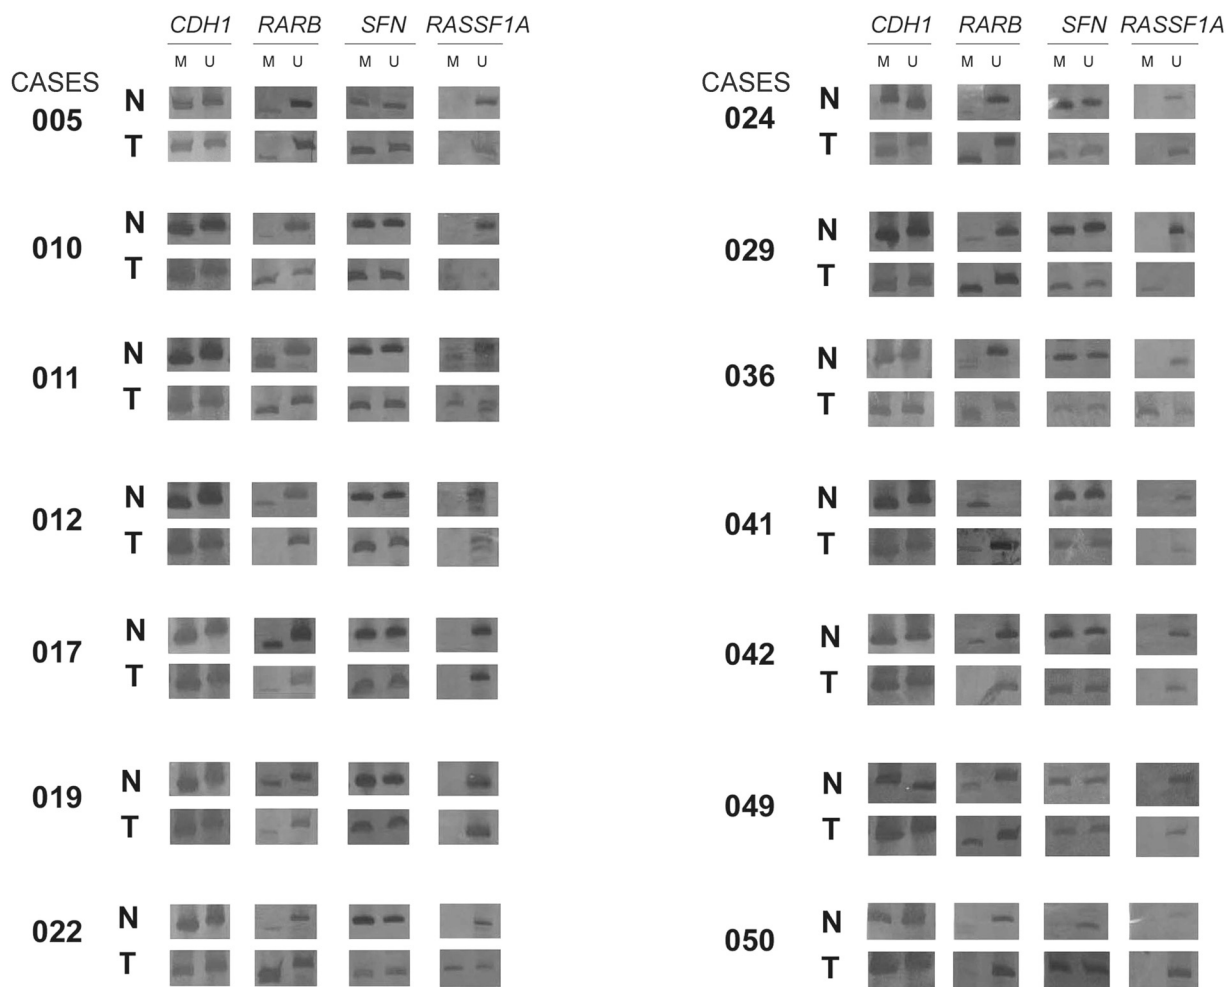 CDH1 RARB SFN RASSF1A CDH1 RARB SFN RASSF1A
M U M U M U M U M U M U M U M U
CASES CASES
005 N 024 N
T T
010 N 029 N
T T
011 N 036 N
T T
012 N 041 N
T T
017 N 042 N
T T
019 N 049 N
T T
022 N 050 N
T T